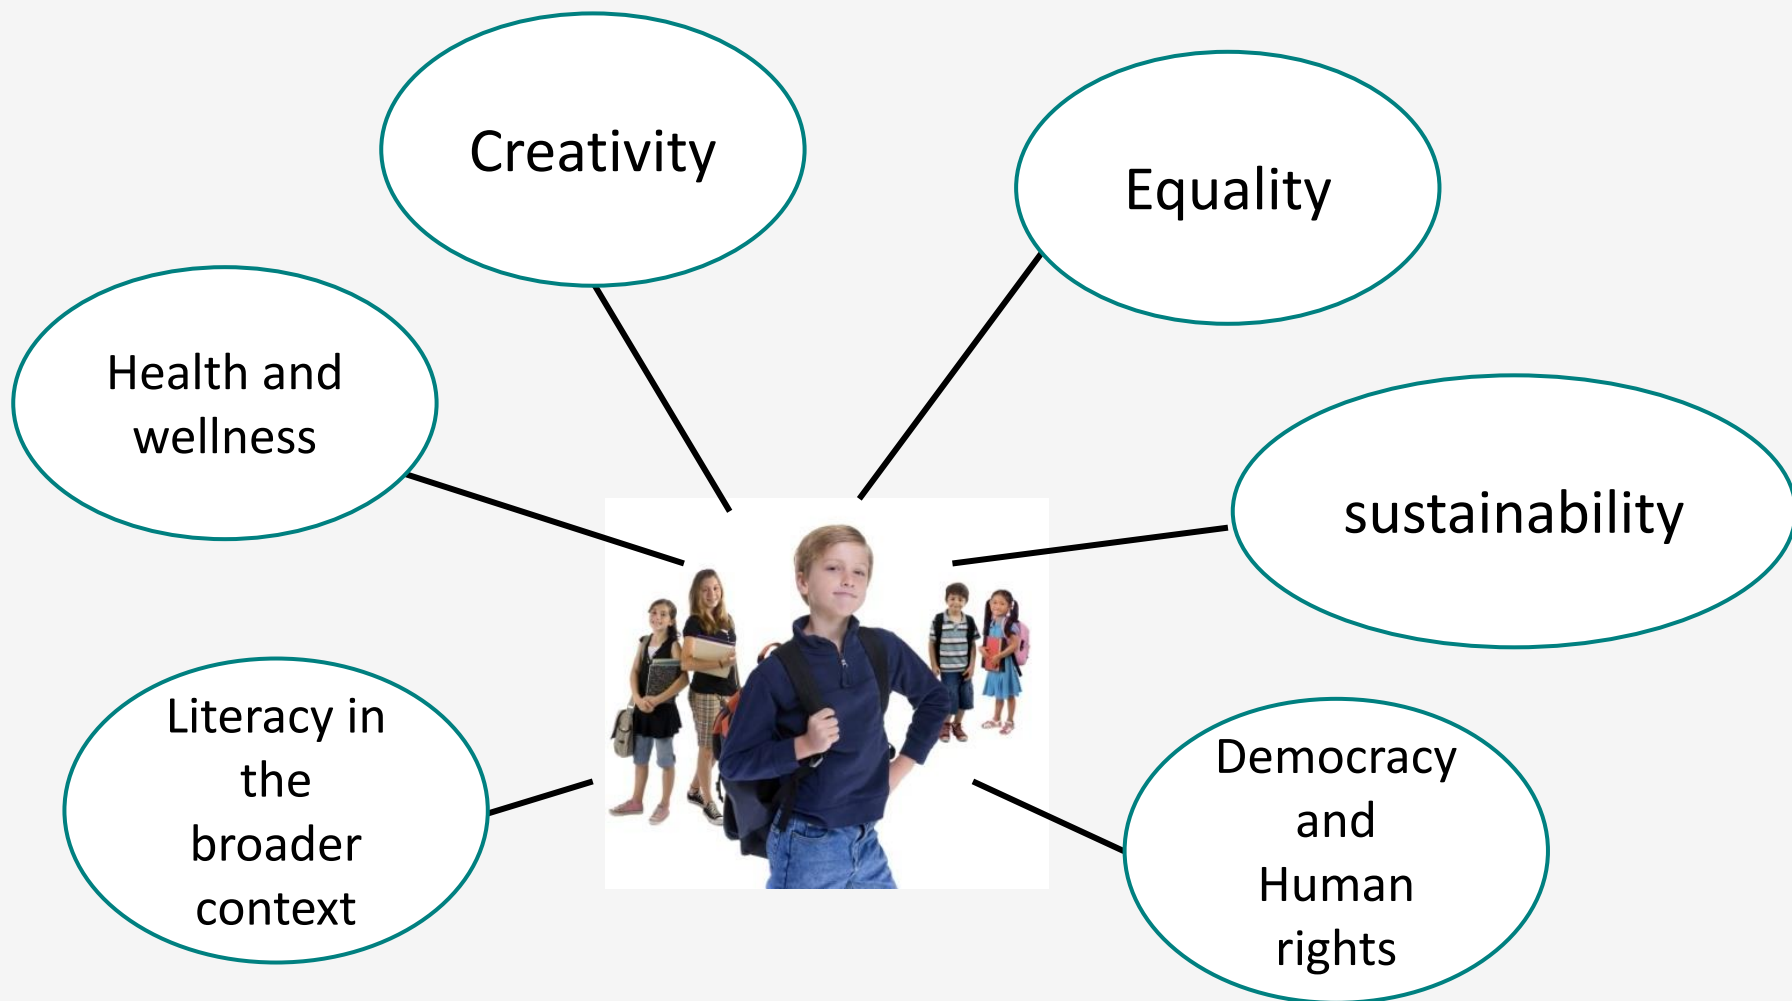 Creativity
Equality
Health and
wellness
sustainability
Literacy in
the
broader
context
Democracy
and
Human
rights